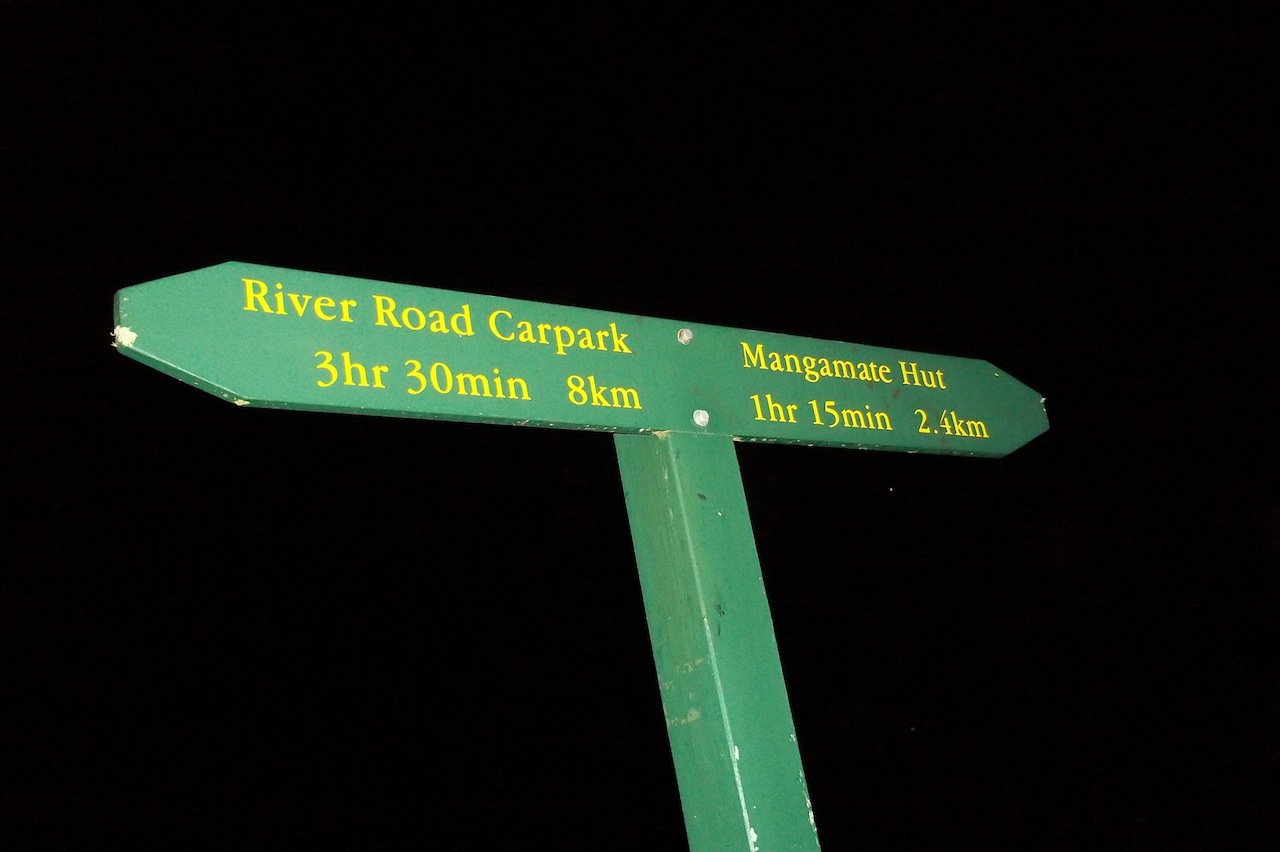 River Road Carpark
3hr 30min 8km
Mangamate Hut
1hr 15min 2.4km